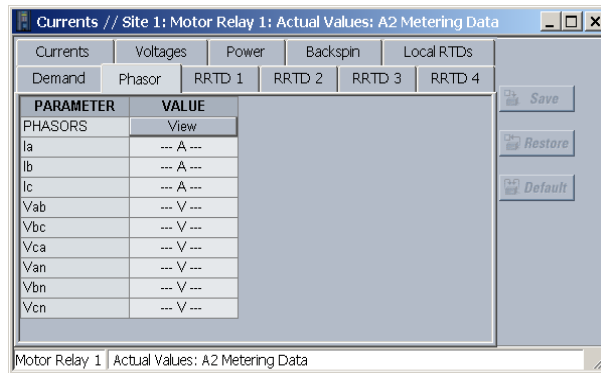 Currents // Site 1: Motor Relay 1: Actual Values: A2 Metering Data
Currents Voltages Power Backspin Local RTDs
Demand Phasor RRTD 1 RRTD 2 RRTD 3 RRTD 4
PARAMETER VALUE
PHASORS View
Ia --- A ---
Ib --- A ---
Ic --- A ---
Vab --- V ---
Vbc --- V ---
Vca --- V ---
Van --- V ---
Vbn --- V ---
Vcn --- V ---
Save
Restore
Default
Motor Relay 1 Actual Values: A2 Metering Data